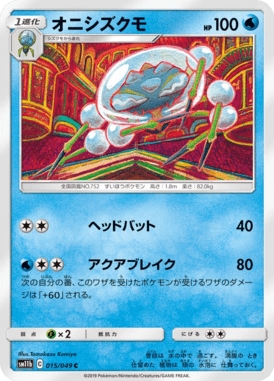 1進化
オニシズクモ
HP100
シズクモから進化
全国図鑑NO.752 すいほうポケモン 高さ:1.8m 重さ:82.0kg
ヘッドバット 40
アクアブレイク 80
次の自分の番、このワザを受けたポケモンが受けるワザのダメージは「+60」される。
弱点 ×2 抵抗力 にげる
Illus. Tomokazu Komiya
sm11b 015/049 C
©2019 Pokémon/Nintendo/Creatures/GAME FREAK.